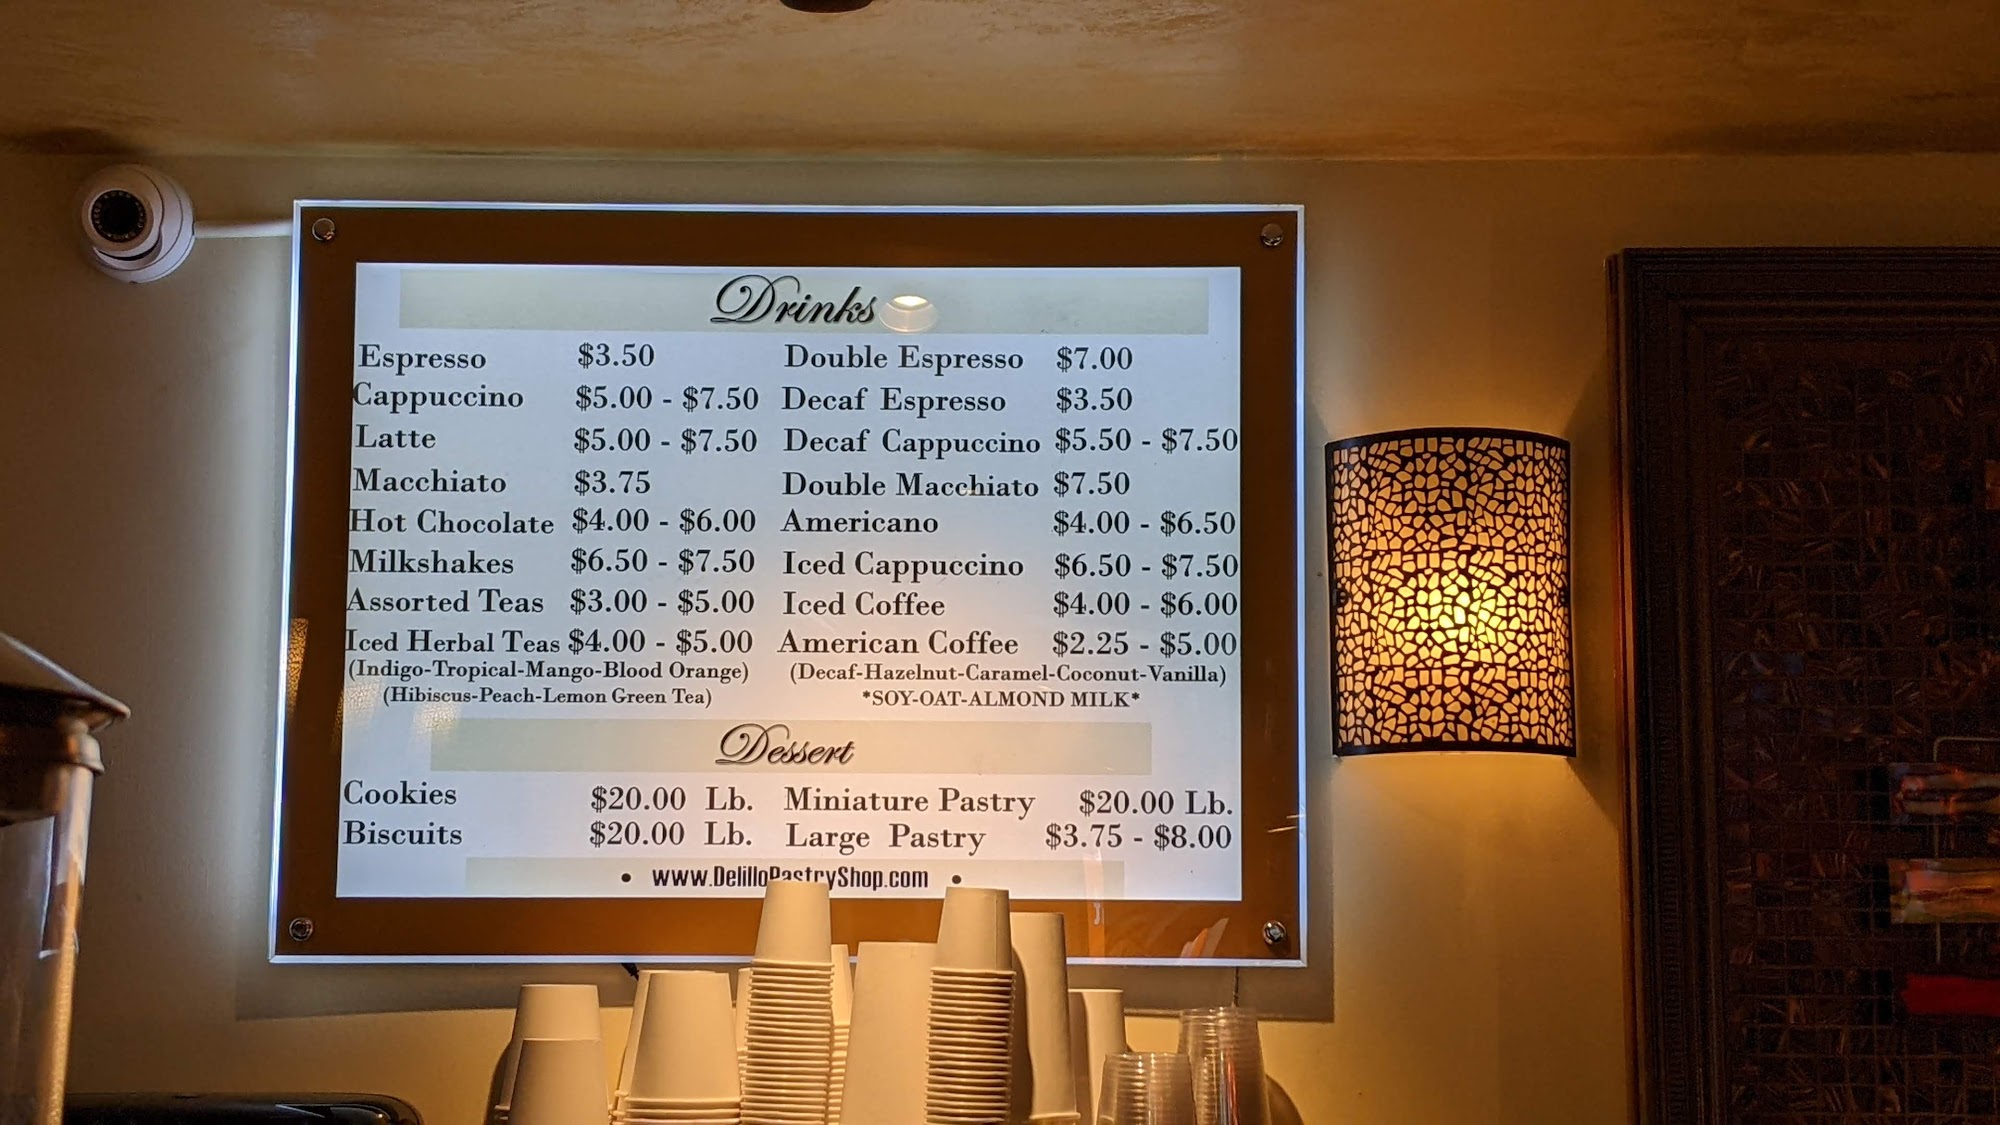 Drinks
Espresso $3.50 Double Espresso $7.00
Cappuccino $5.00 - $7.50 Decaf Espresso $3.50
Latte $5.00 - $7.50 Decaf Cappuccino $5.50 - $7.50
Macchiato $3.75 Double Macchiato $7.50
Hot Chocolate $4.00 - $6.00 Americano $4.00 - $6.50
Milkshakes $6.50 - $7.50 Iced Cappuccino $6.50 - $7.50
Assorted Teas $3.00 - $5.00 Iced Coffee $4.00 - $6.00
Iced Herbal Teas $4.00 - $5.00 American Coffee $2.25 - $5.00
(Indigo-Tropical-Mango-Blood Orange) (Decaf-Hazelnut-Caramel-Coconut-Vanilla)
(Hibiscus-Peach-Lemon Green Tea) *SOY-OAT-ALMOND MILK*
Dessert
Cookies $20.00 Lb. Miniature Pastry $20.00 Lb.
Biscuits $20.00 Lb. Large Pastry $3.75 - $8.00
• www.DelilloPastryShop.com •